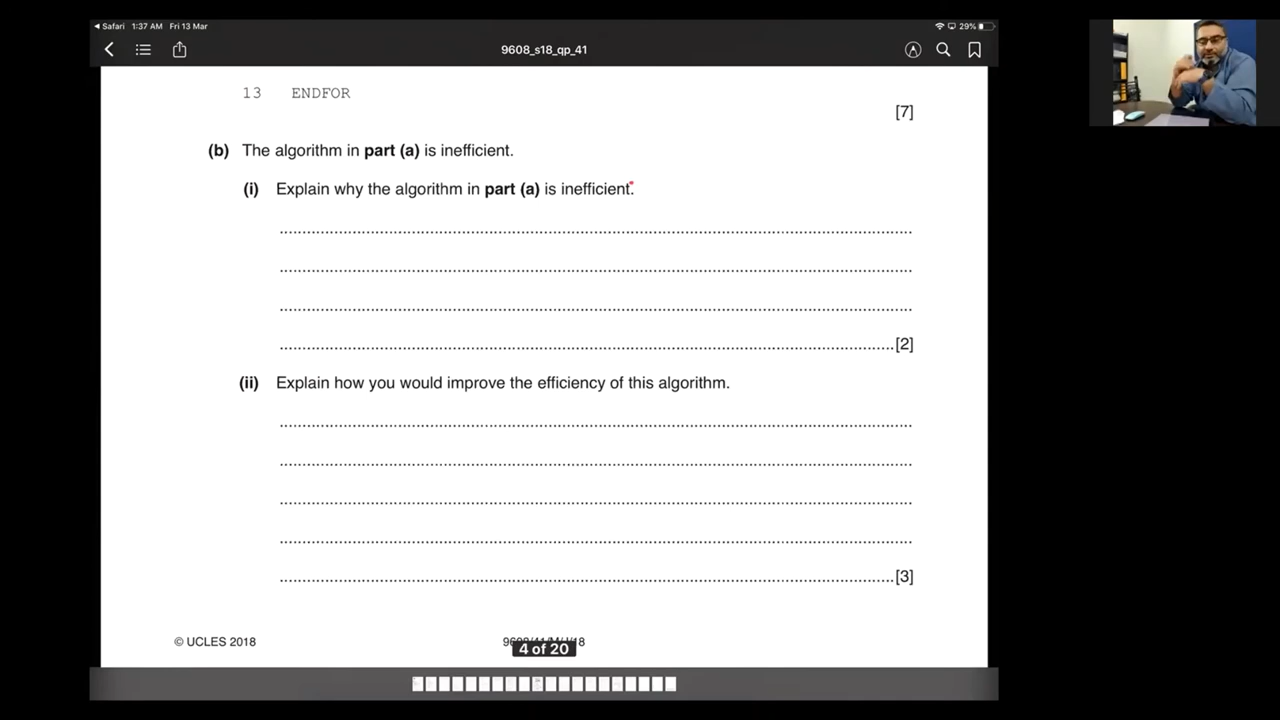 Safari 1:37 AM Fri 13 Mar
29%
9608_s18_qp_41
13 ENDFOR
[7]
(b) The algorithm in part (a) is inefficient.
(i) Explain why the algorithm in part (a) is inefficient.
[2]
(ii) Explain how you would improve the efficiency of this algorithm.
[3]
© UCLES 2018
4 of 20